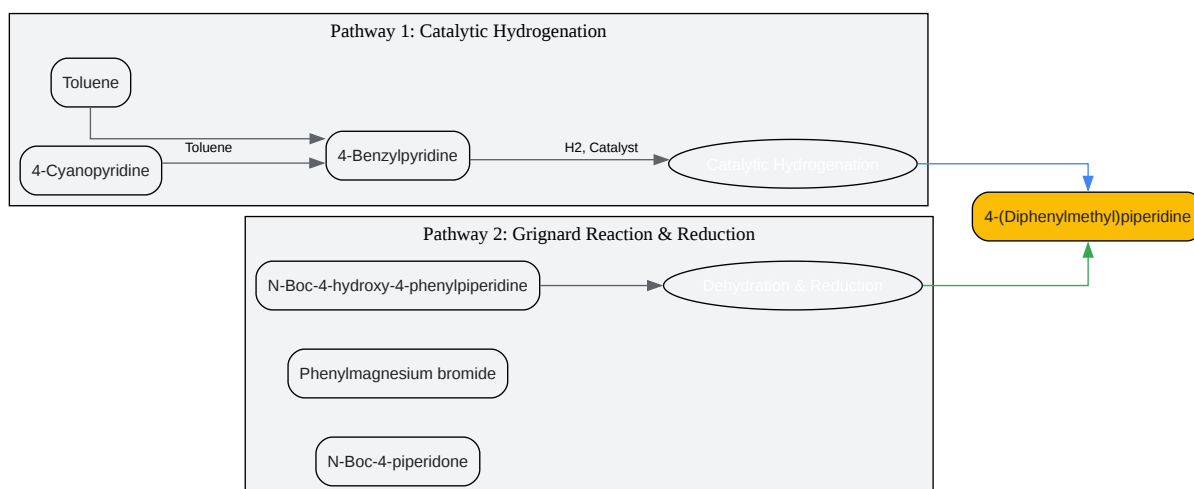 Pathway 1: Catalytic Hydrogenation
Toluene
4-Cyanopyridine
Toluene
4-Benzylpyridine
H2, Catalyst
Catalytic Hydrogenation
4-(Diphenylmethyl)piperidine
Pathway 2: Grignard Reaction & Reduction
N-Boc-4-hydroxy-4-phenylpiperidine
Dehydration & Reduction
Phenylmagnesium bromide
N-Boc-4-piperidone